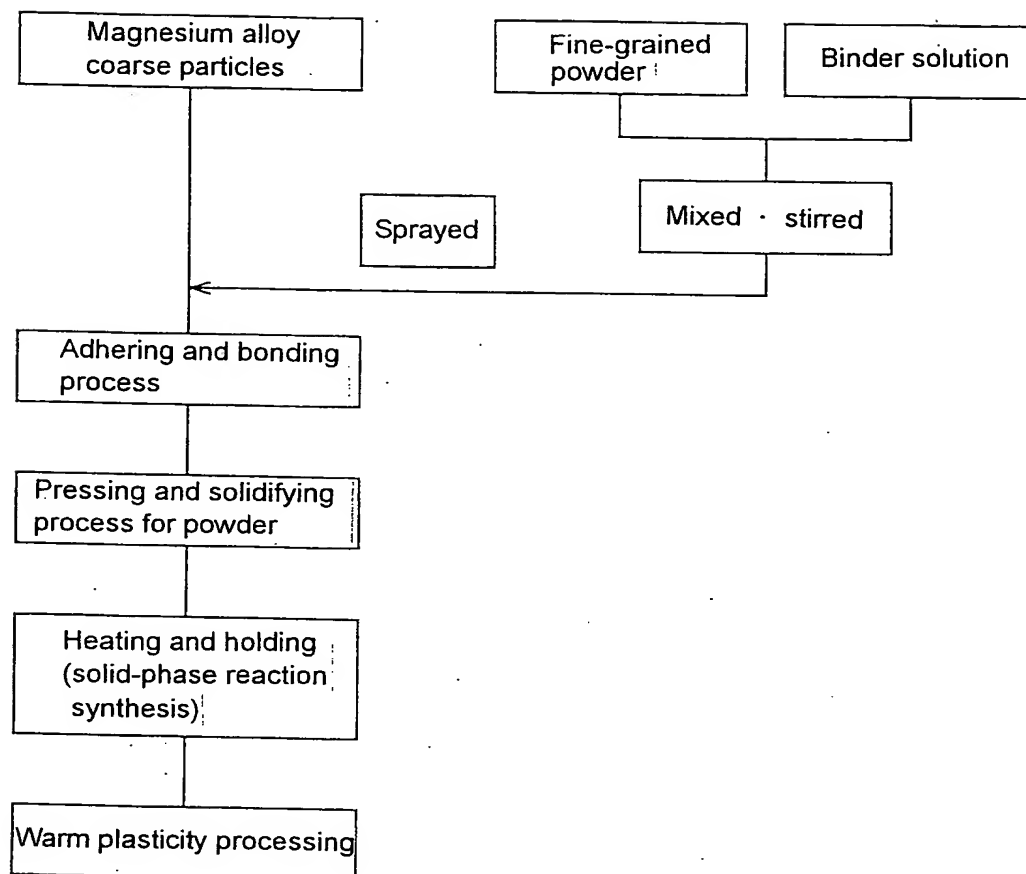 Magnesium alloy
coarse particles
Fine-grained
powder
Binder solution
Mixed · stirred
Sprayed
Adhering and bonding
process
Pressing and solidifying
process for powder
Heating and holding
(solid-phase reaction
synthesis)
Warm plasticity processing